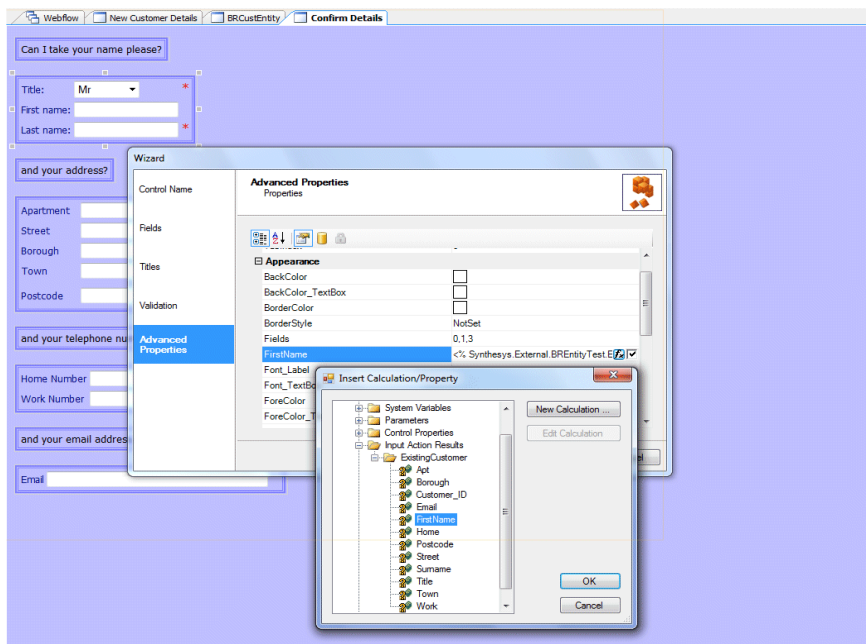 Webflow New Customer Details BRCustEntity Confirm Details
Can I take your name please?
Title: Mr *
First name:
Last name: *
and your address?
Apartment
Street
Borough
Town
Postcode
and your telephone nu
Home Number
Work Number
and your email addres
Email
Wizard
Control Name
Fields
Titles
Validation
Advanced
Properties
Advanced Properties
Properties
Appearance
BackColor
BackColor_TextBox
BorderColor
BorderStyle NotSet
Fields 0,1,3
FirstName <% Synthesys.External.BREntityTest.E
Font_Label
Font_TextBo
ForeColor
ForeColor_T
Insert Calculation/Property
System Variables
Parameters
Control Properties
Input Action Results
ExistingCustomer
Apt
Borough
Customer_ID
Email
FirstName
Home
Postcode
Street
Surname
Title
Town
Work
New Calculation ...
Edit Calculation
OK
Cancel